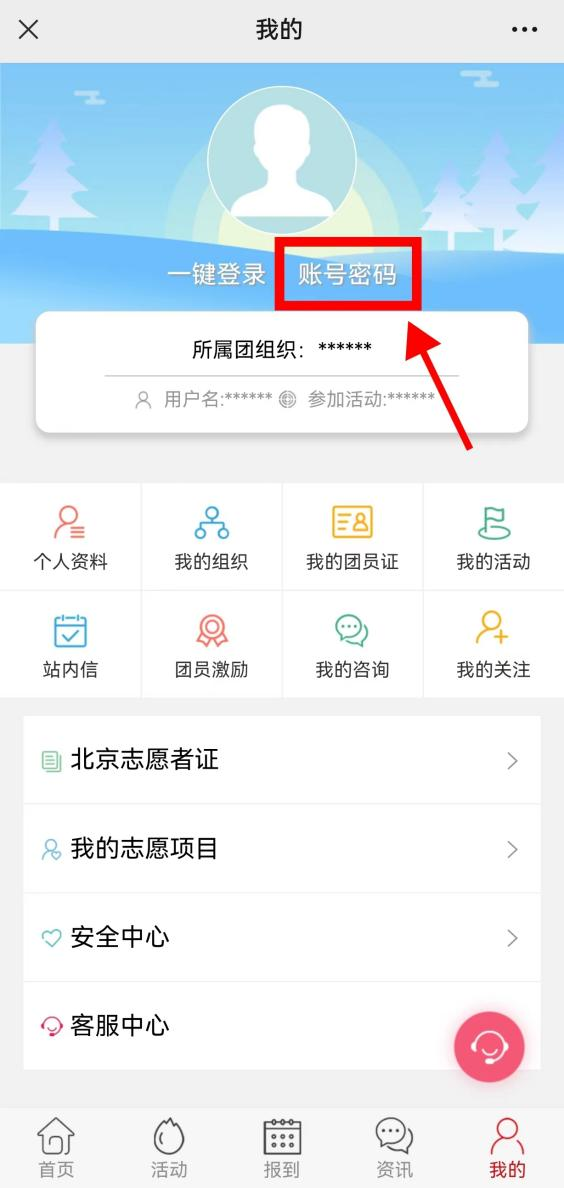 我的
一键登录 账号密码
所属团组织：******
用户名:****** 参加活动:******
个人资料 我的组织 我的团员证 我的活动
站内信 团员激励 我的咨询 我的关注
北京志愿者证
我的志愿项目
安全中心
客服中心
首页 活动 报到 资讯 我的